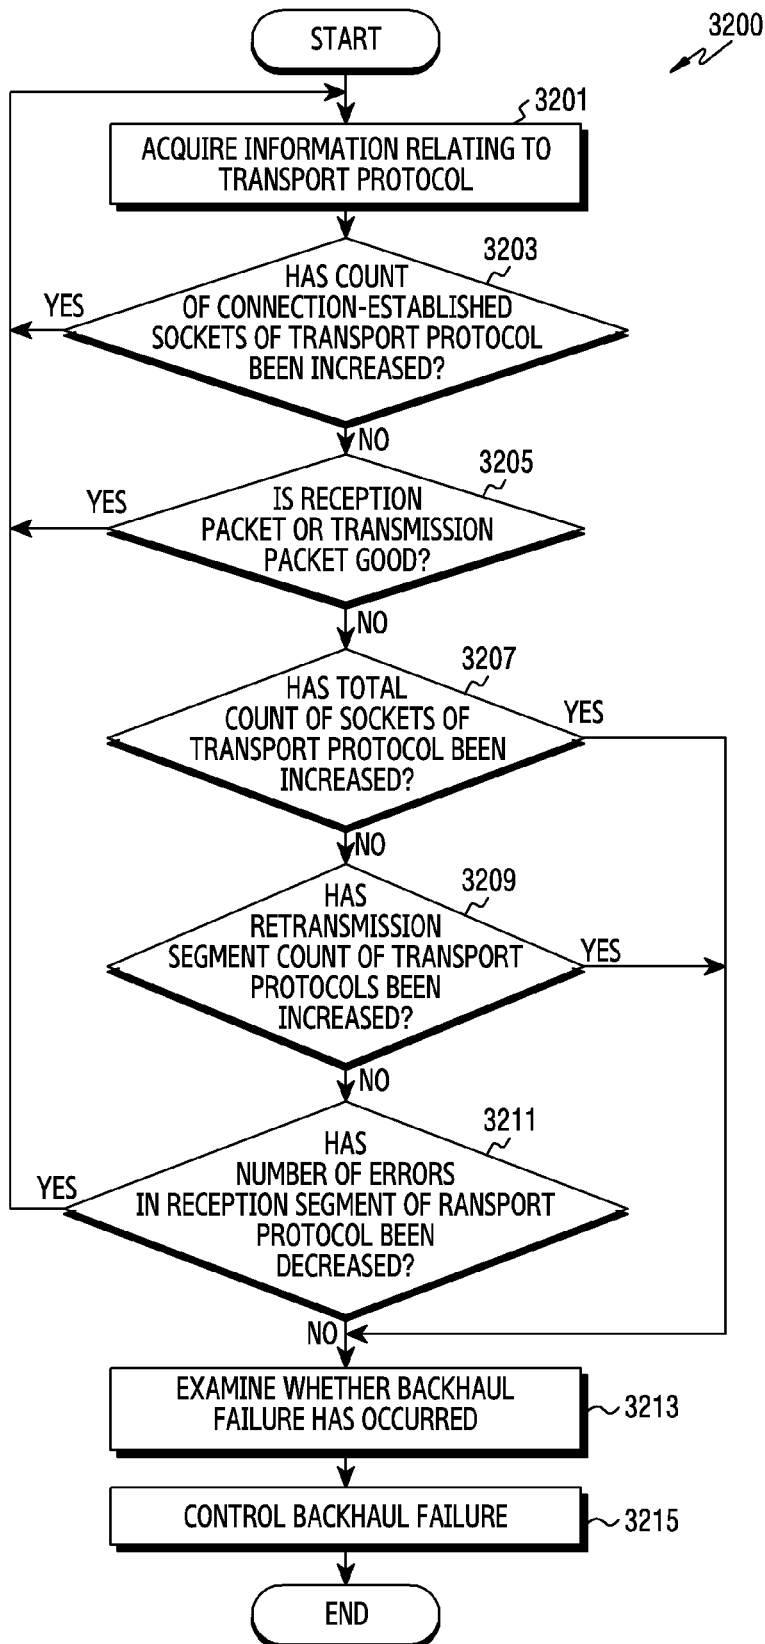 START
3200
3201
ACQUIRE INFORMATION RELATING TO
TRANSPORT PROTOCOL
3203
HAS COUNT
OF CONNECTION-ESTABLISHED
SOCKETS OF TRANSPORT PROTOCOL
BEEN INCREASED?
YES
NO
3205
IS RECEPTION
PACKET OR TRANSMISSION
PACKET GOOD?
YES
NO
3207
HAS TOTAL
COUNT OF SOCKETS OF
TRANSPORT PROTOCOL BEEN
INCREASED?
YES
NO
3209
HAS
RETRANSMISSION
SEGMENT COUNT OF TRANSPORT
PROTOCOLS BEEN
INCREASED?
YES
NO
3211
HAS
NUMBER OF ERRORS
IN RECEPTION SEGMENT OF RANSPORT
PROTOCOL BEEN
DECREASED?
YES
NO
EXAMINE WHETHER BACKHAUL
FAILURE HAS OCCURRED
3213
CONTROL BACKHAUL FAILURE
3215
END